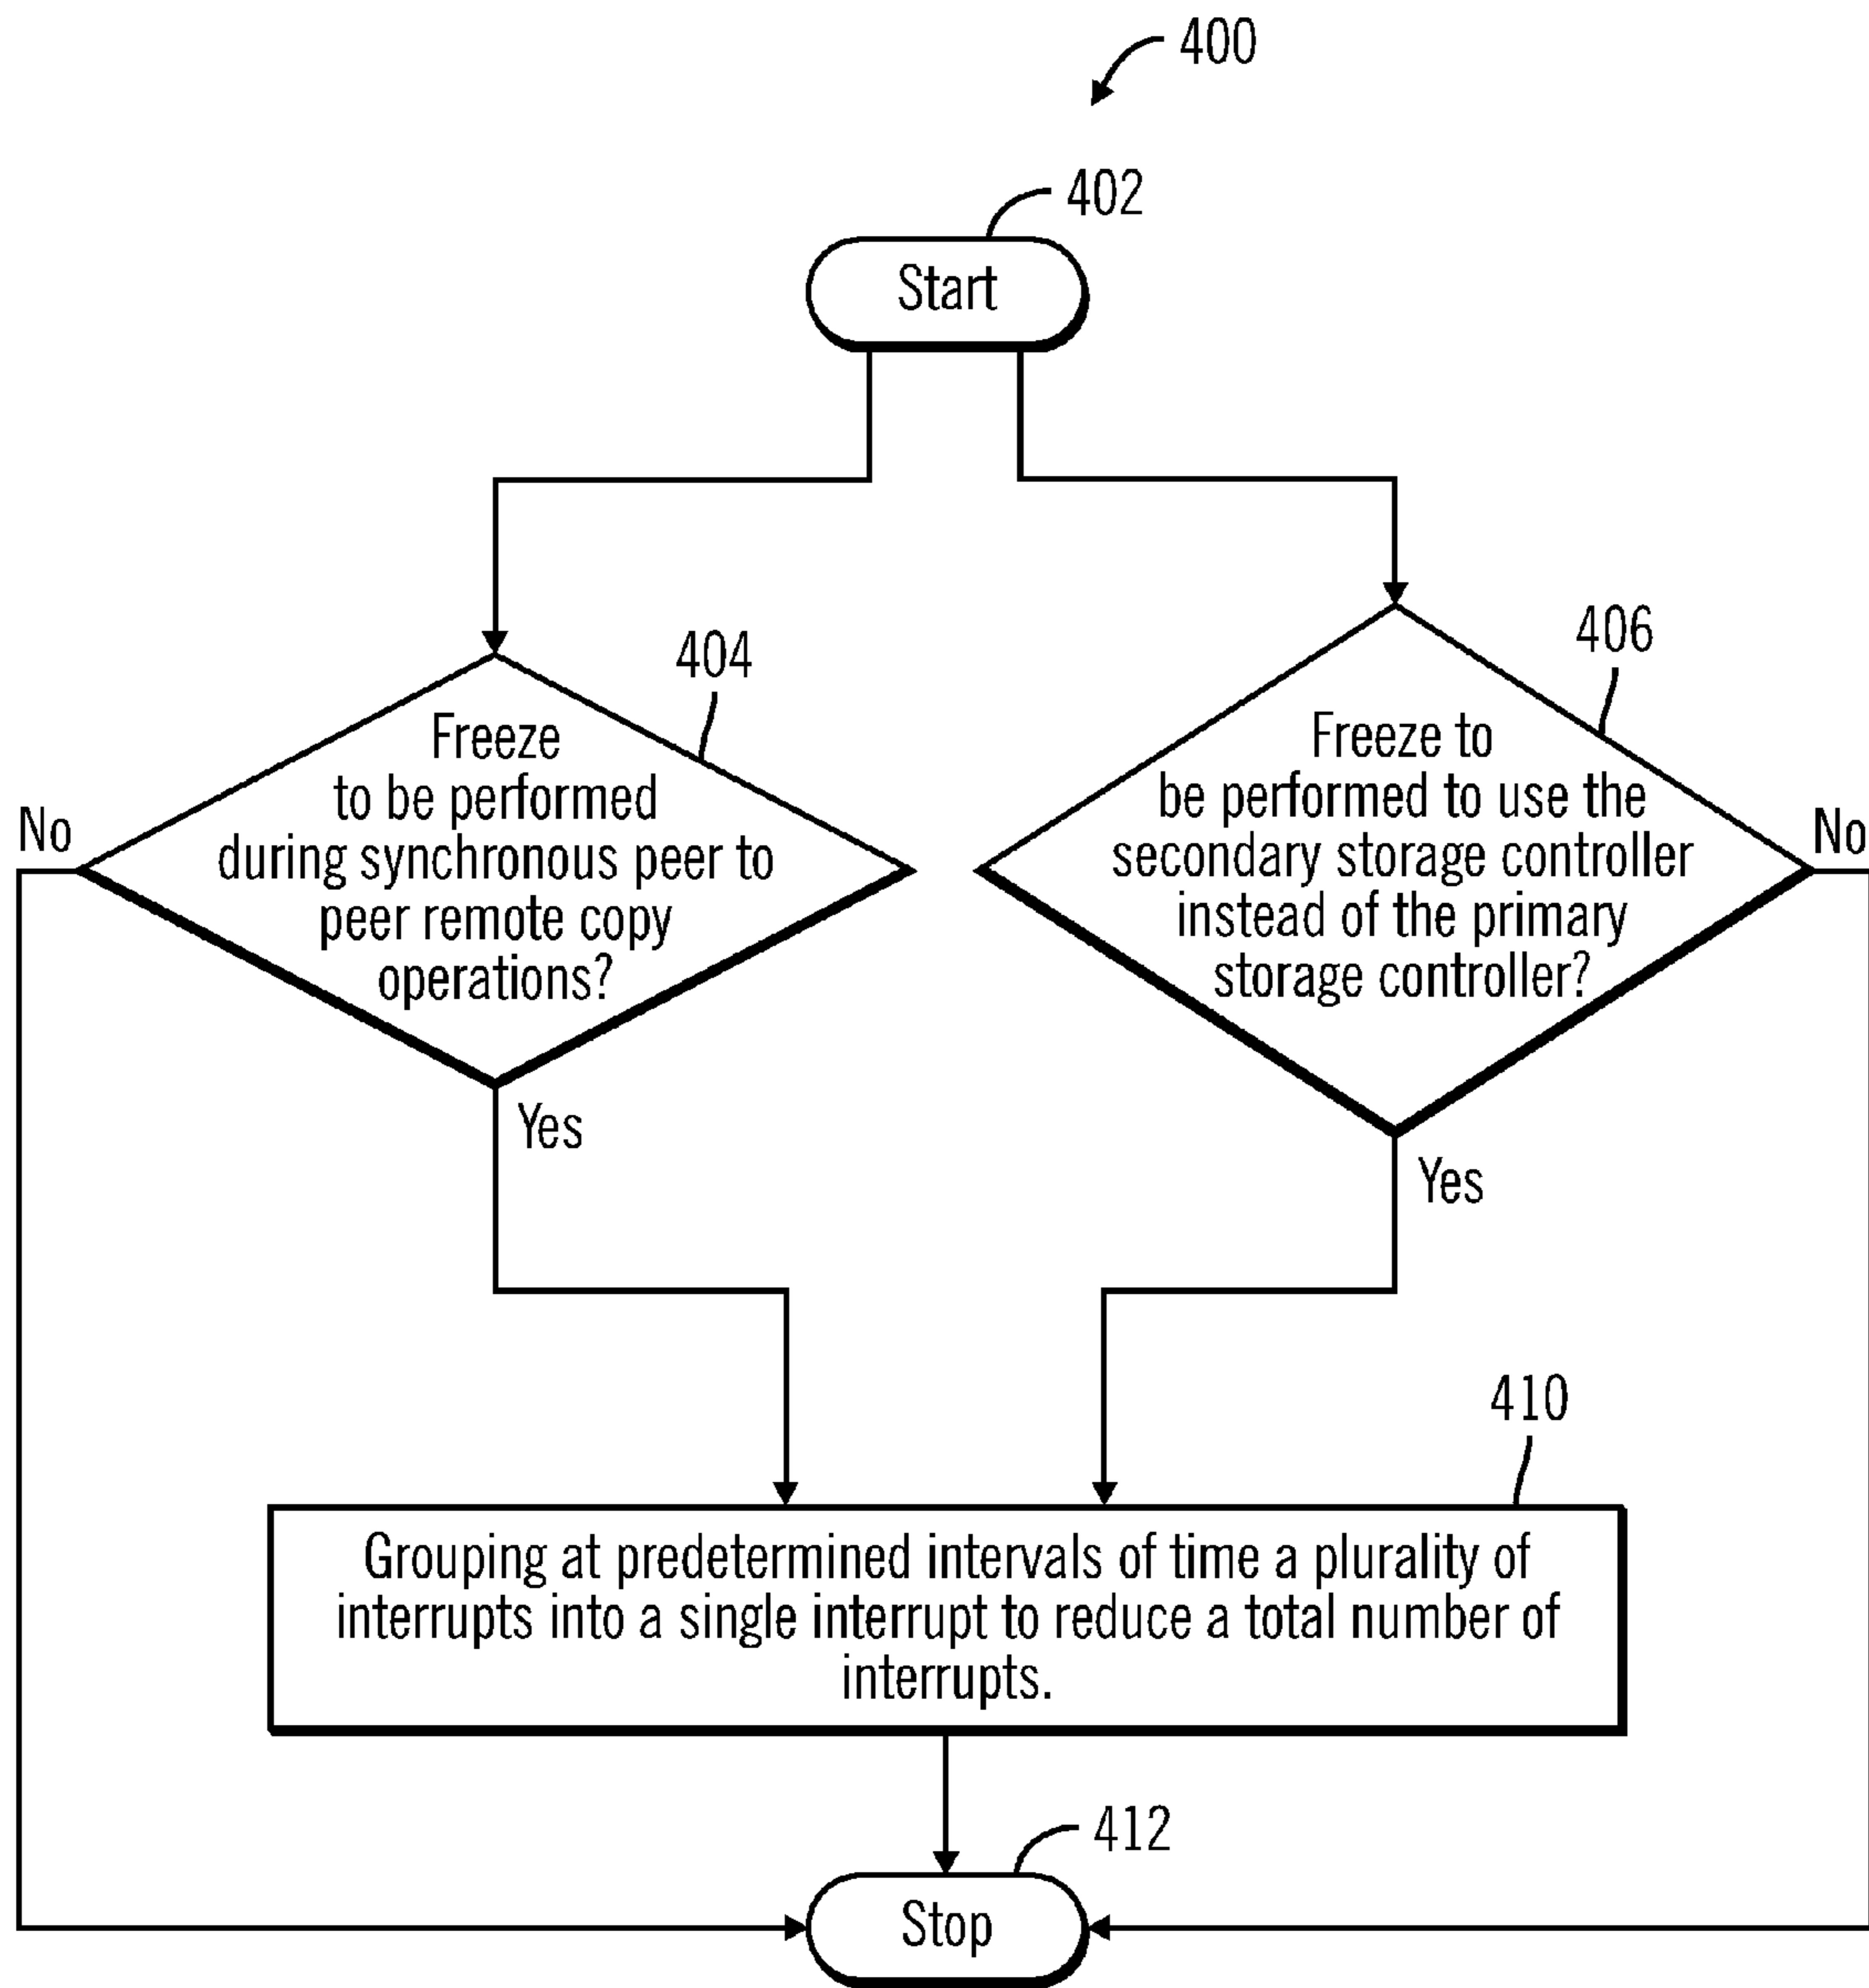 400
402
Start
404
Freeze
to be performed
during synchronous peer to
peer remote copy
operations?
No
Yes
406
Freeze to
be performed to use the
secondary storage controller
instead of the primary
storage controller?
No
Yes
410
Grouping at predetermined intervals of time a plurality of
interrupts into a single interrupt to reduce a total number of
interrupts.
412
Stop